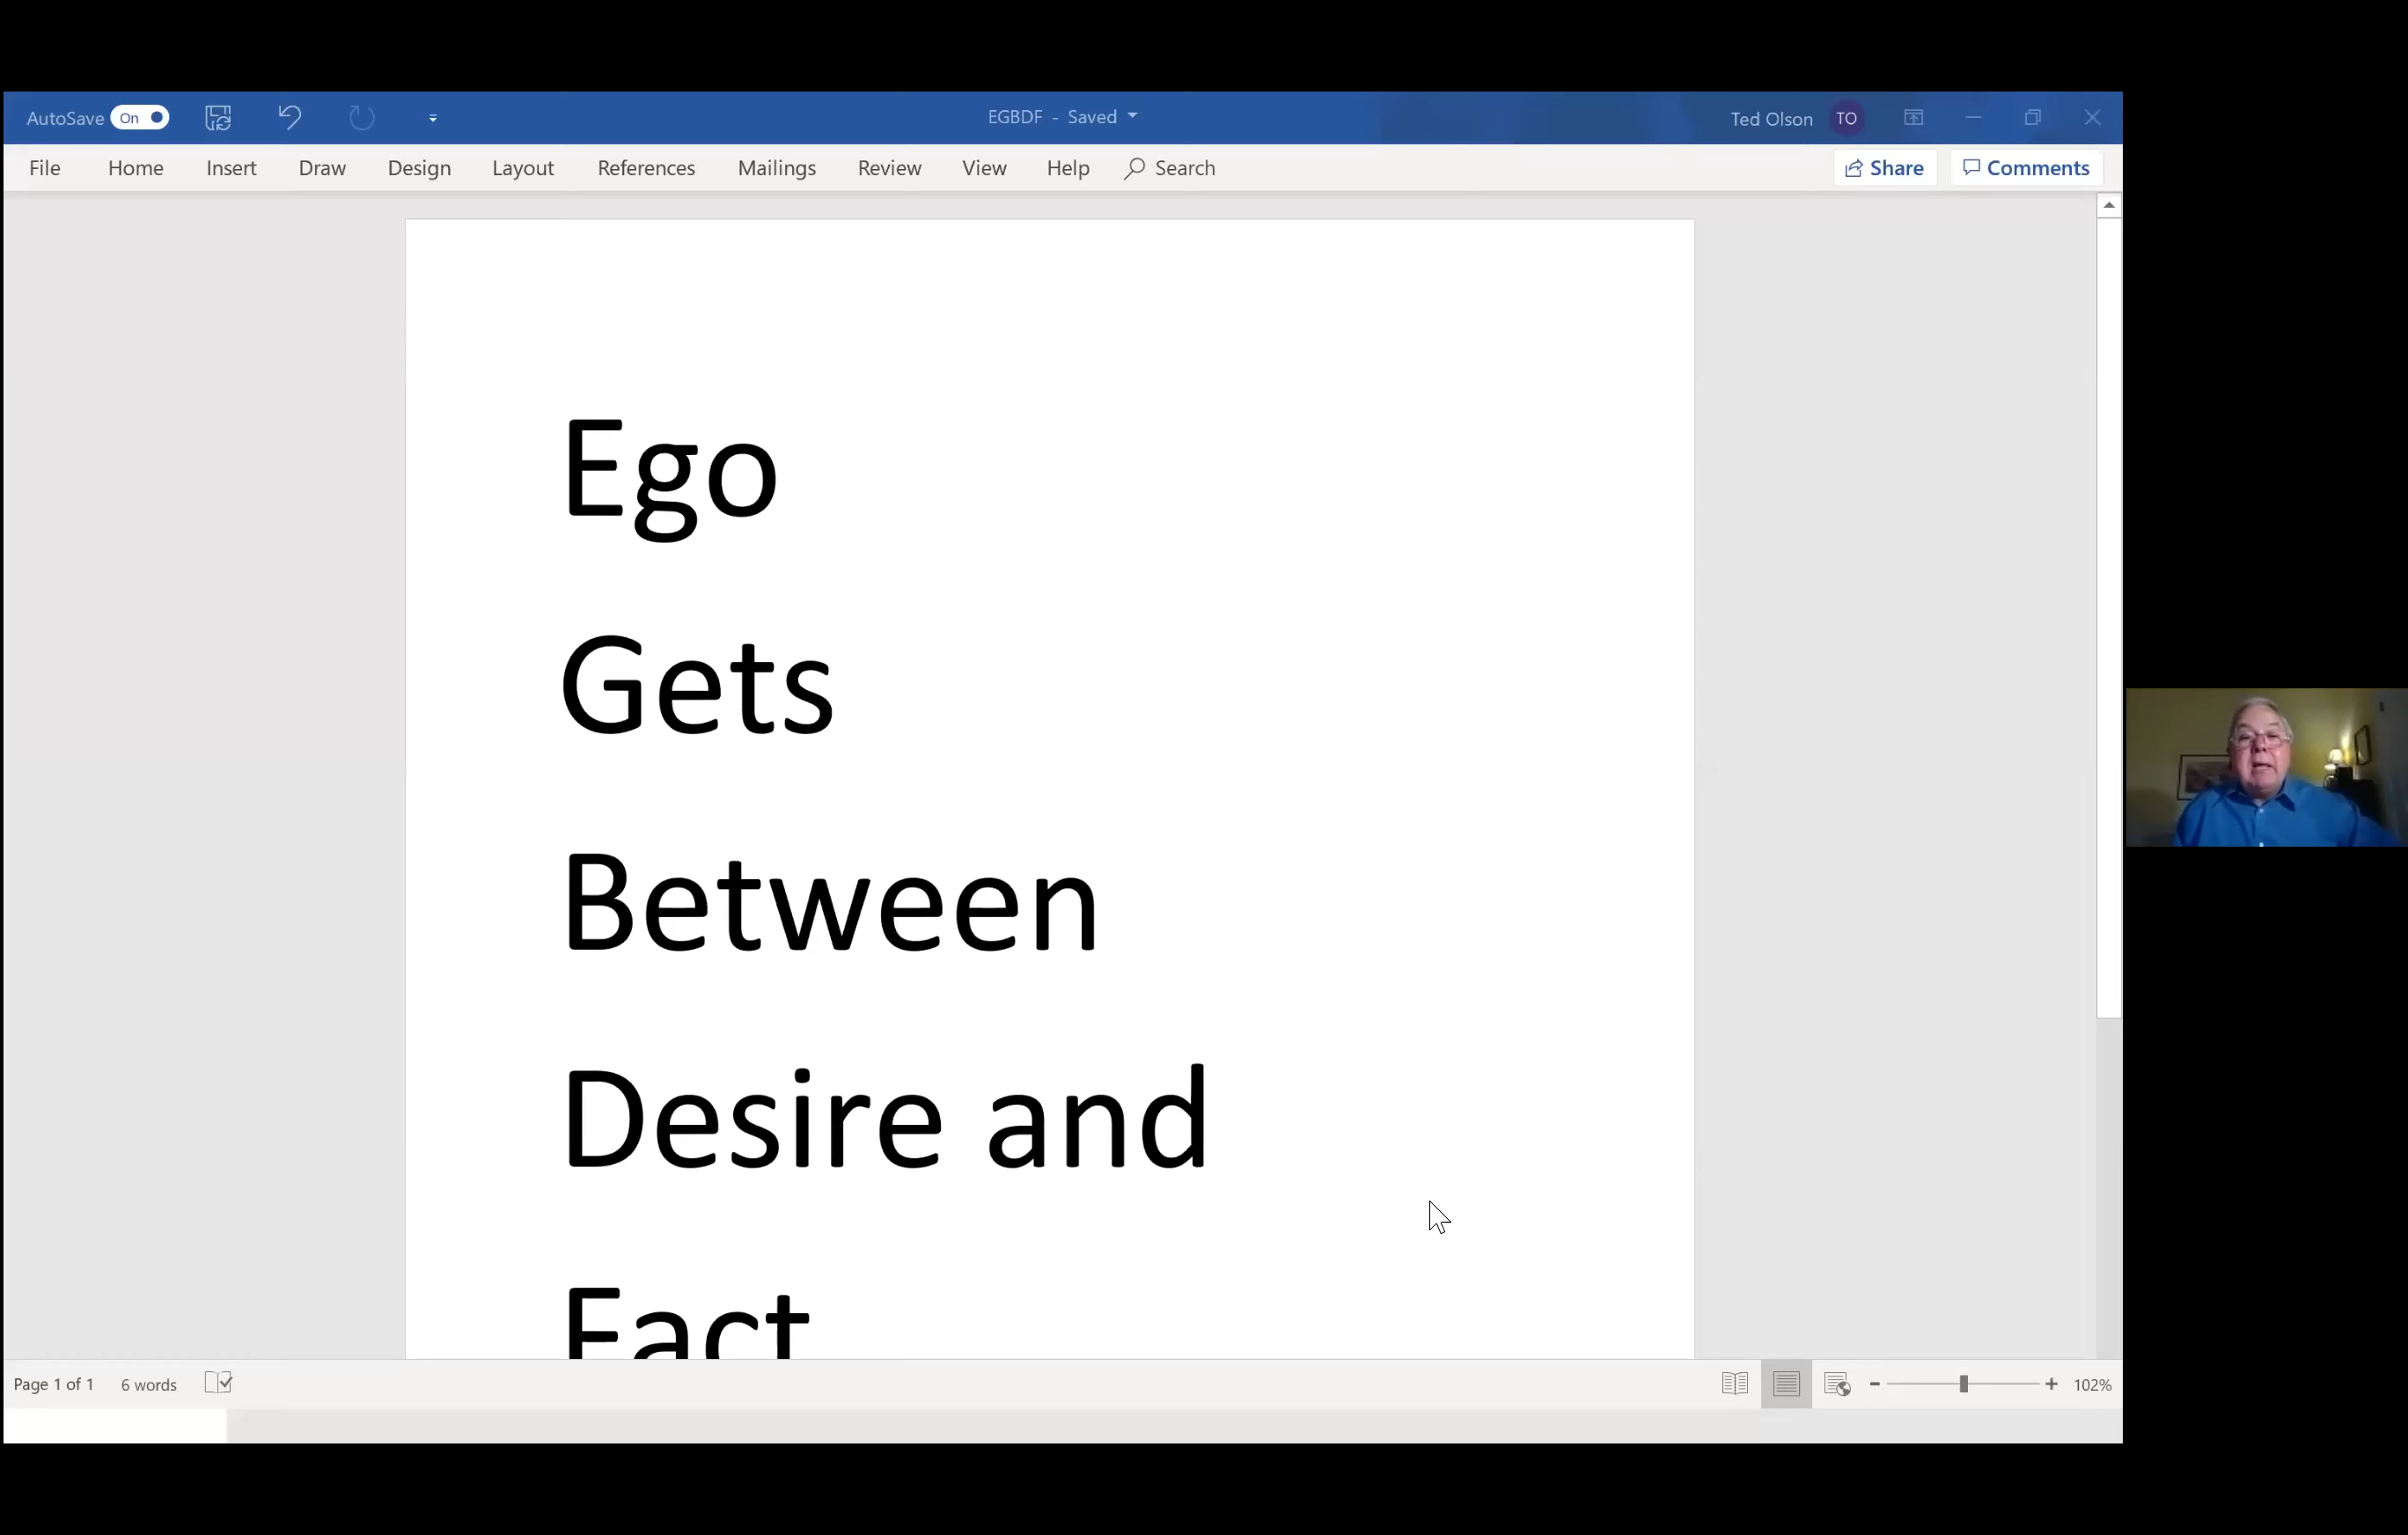 AutoSave On EGBDF - Saved Ted Olson TO
File Home Insert Draw Design Layout References Mailings Review View Help Search Share Comments
Ego
Gets
Between
Desire and
Fact
Page 1 of 1 6 words 102%